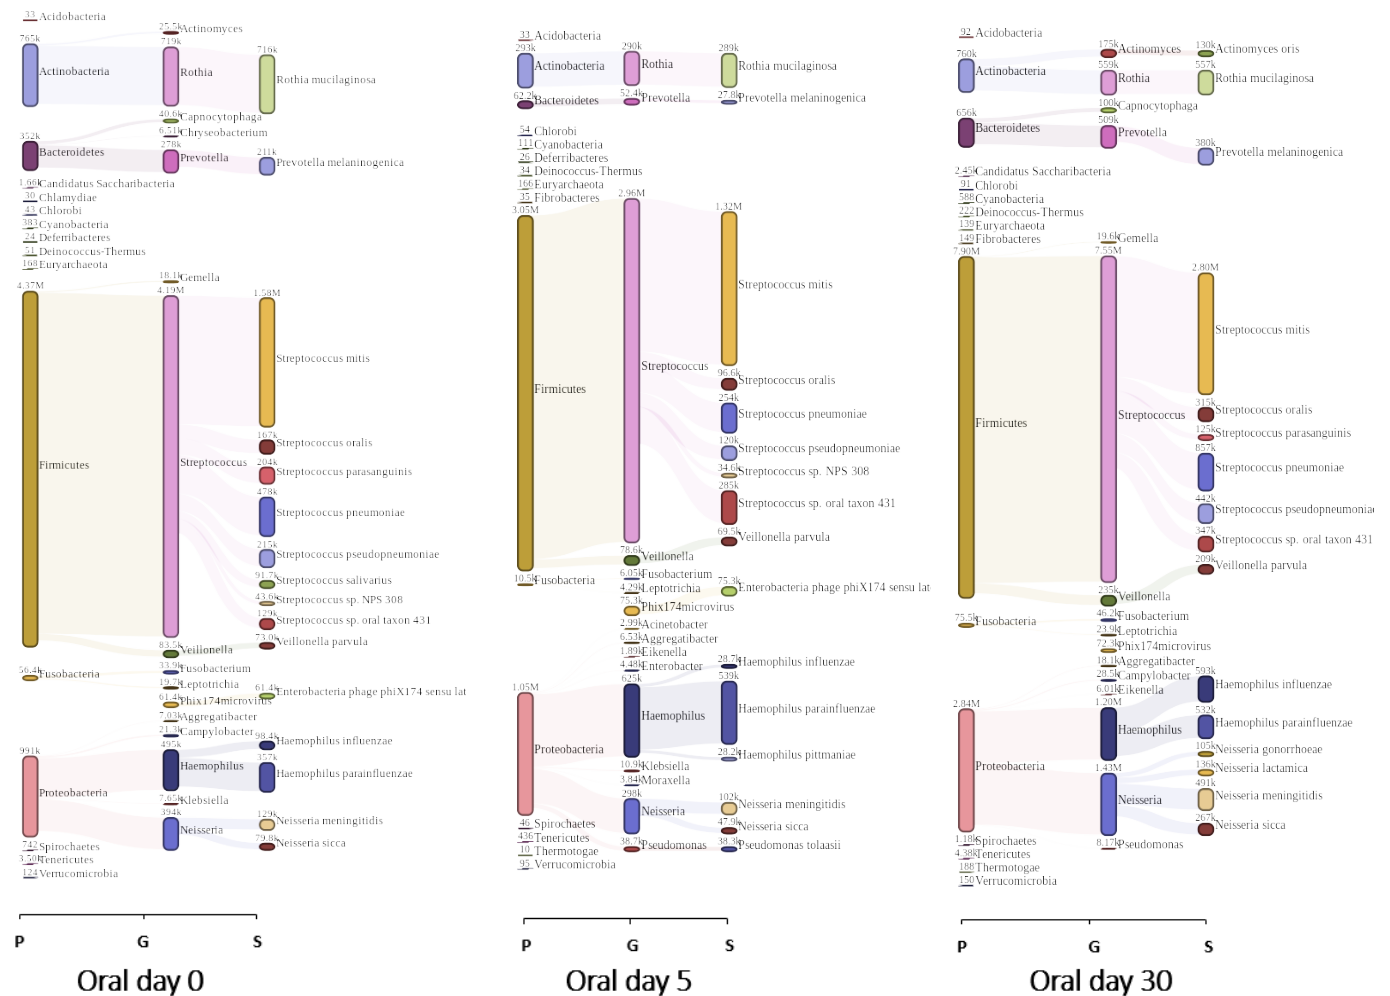 33 Acidobacteria
25.5k Actinomyces
765k Actinobacteria
719k Rothia
716k Rothia mucilaginosa
40.6k Capnocytophaga
6.51k Chryseobacterium
352k Bacteroidetes
278k Prevotella
211k Prevotella melaninogenica
1.66k Candidatus Saccharibacteria
30 Chlamydiae
43 Chlorobi
383 Cyanobacteria
24 Deferribacteres
51 Deinococcus-Thermus
168 Euryarchaeota
18.1k Gemella
4.37M Firmicutes
4.19M Streptococcus
1.58M Streptococcus mitis
167k Streptococcus oralis
204k Streptococcus parasanguinis
478k Streptococcus pneumoniae
215k Streptococcus pseudopneumoniae
91.7k Streptococcus salivarius
43.6k Streptococcus sp. NPS 308
129k Streptococcus sp. oral taxon 431
83.5k Veillonella
73.0k Veillonella parvula
56.4k Fusobacteria
33.9k Fusobacterium
19.7k Leptotrichia
61.4k Phix174microvirus
61.4k Enterobacteria phage phiX174 sensu lat
7.03k Aggregatibacter
21.3k Campylobacter
991k Proteobacteria
495k Haemophilus
98.4k Haemophilus influenzae
357k Haemophilus parainfluenzae
7.65k Klebsiella
394k Neisseria
129k Neisseria meningitidis
79.8k Neisseria sicca
742 Spirochaetes
3.50k Tenericutes
124 Verrucomicrobia
P G S
Oral day 0
33 Acidobacteria
293k Actinobacteria
290k Rothia
289k Rothia mucilaginosa
62.2k Bacteroidetes
52.4k Prevotella
27.8k Prevotella melaninogenica
54 Chlorobi
111 Cyanobacteria
26 Deferribacteres
34 Deinococcus-Thermus
166 Euryarchaeota
35 Fibrobacteres
3.05M Firmicutes
2.96M Streptococcus
1.32M Streptococcus mitis
96.6k Streptococcus oralis
254k Streptococcus pneumoniae
120k Streptococcus pseudopneumoniae
34.6k Streptococcus sp. NPS 308
285k Streptococcus sp. oral taxon 431
78.6k Veillonella
69.5k Veillonella parvula
10.5k Fusobacteria
6.05k Fusobacterium
4.29k Leptotrichia
75.3k Phix174microvirus
75.3k Enterobacteria phage phiX174 sensu lat
2.99k Acinetobacter
6.53k Aggregatibacter
1.89k Eikenella
4.48k Enterobacter
1.05M Proteobacteria
625k Haemophilus
28.7k Haemophilus influenzae
539k Haemophilus parainfluenzae
28.2k Haemophilus pittmaniae
10.9k Klebsiella
3.84k Moraxella
298k Neisseria
102k Neisseria meningitidis
47.9k Neisseria sicca
38.7k Pseudomonas
38.3k Pseudomonas tolaasii
46 Spirochaetes
436 Tenericutes
10 Thermotogae
95 Verrucomicrobia
P G S
Oral day 5
92 Acidobacteria
760k Actinobacteria
175k Actinomyces
130k Actinomyces oris
559k Rothia
557k Rothia mucilaginosa
100k Capnocytophaga
656k Bacteroidetes
509k Prevotella
380k Prevotella melaninogenica
2.45k Candidatus Saccharibacteria
91 Chlorobi
588 Cyanobacteria
222 Deinococcus-Thermus
139 Euryarchaeota
149 Fibrobacteres
19.6k Gemella
7.90M Firmicutes
7.55M Streptococcus
2.80M Streptococcus mitis
315k Streptococcus oralis
125k Streptococcus parasanguinis
857k Streptococcus pneumoniae
442k Streptococcus pseudopneumoniae
347k Streptococcus sp. oral taxon 431
235k Veillonella
209k Veillonella parvula
75.5k Fusobacteria
46.2k Fusobacterium
23.9k Leptotrichia
72.3k Phix174microvirus
18.1k Aggregatibacter
28.5k Campylobacter
6.01k Eikenella
2.84M Proteobacteria
1.20M Haemophilus
593k Haemophilus influenzae
532k Haemophilus parainfluenzae
105k Neisseria gonorrhoeae
136k Neisseria lactamica
1.43M Neisseria
491k Neisseria meningitidis
267k Neisseria sicca
8.17k Pseudomonas
1.18k Spirochaetes
4.38k Tenericutes
188 Thermotogae
150 Verrucomicrobia
P G S
Oral day 30